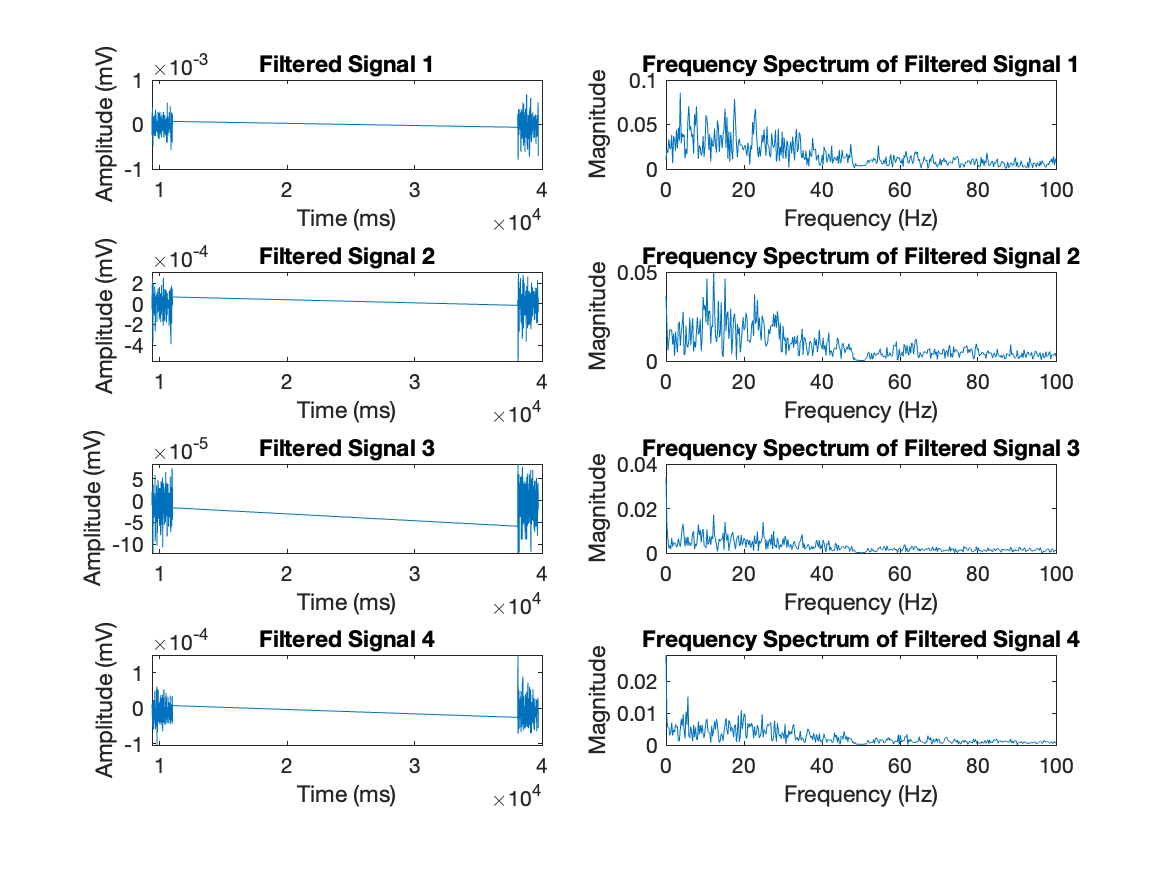 Filtered Signal 1
×10⁻³
Amplitude (mV)
1
0
-1
1 2 3 4
Time (ms)
×10⁴
Frequency Spectrum of Filtered Signal 1
Magnitude
0.1
0.05
0
0 20 40 60 80 100
Frequency (Hz)
Filtered Signal 2
×10⁻⁴
Amplitude (mV)
2
0
-2
-4
1 2 3 4
Time (ms)
×10⁴
Frequency Spectrum of Filtered Signal 2
Magnitude
0.05
0
0 20 40 60 80 100
Frequency (Hz)
Filtered Signal 3
×10⁻⁵
Amplitude (mV)
5
0
-5
-10
1 2 3 4
Time (ms)
×10⁴
Frequency Spectrum of Filtered Signal 3
Magnitude
0.04
0.02
0
0 20 40 60 80 100
Frequency (Hz)
Filtered Signal 4
×10⁻⁴
Amplitude (mV)
1
0
-1
1 2 3 4
Time (ms)
×10⁴
Frequency Spectrum of Filtered Signal 4
Magnitude
0.02
0.01
0
0 20 40 60 80 100
Frequency (Hz)